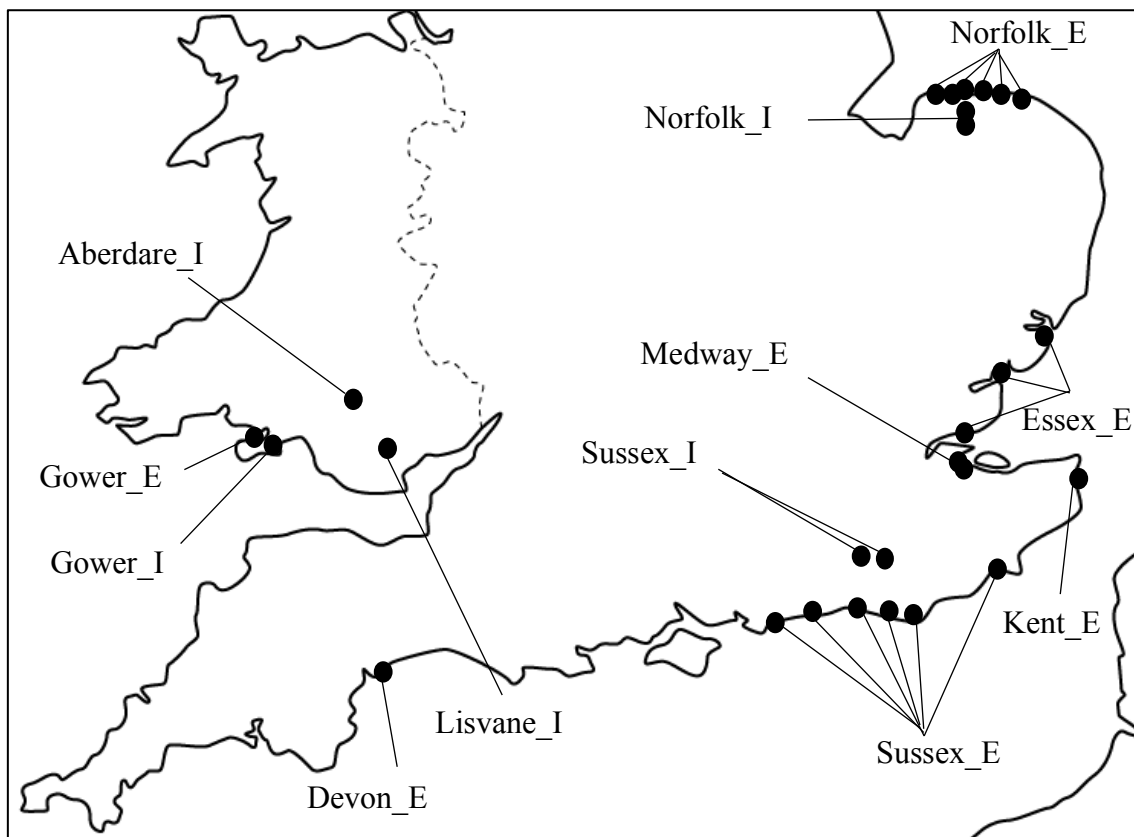 Norfolk_E
Norfolk_I
Aberdare_I
Medway_E
Essex_E
Sussex_I
Gower_E
Gower_I
Kent_E
Lisvane_I
Sussex_E
Devon_E